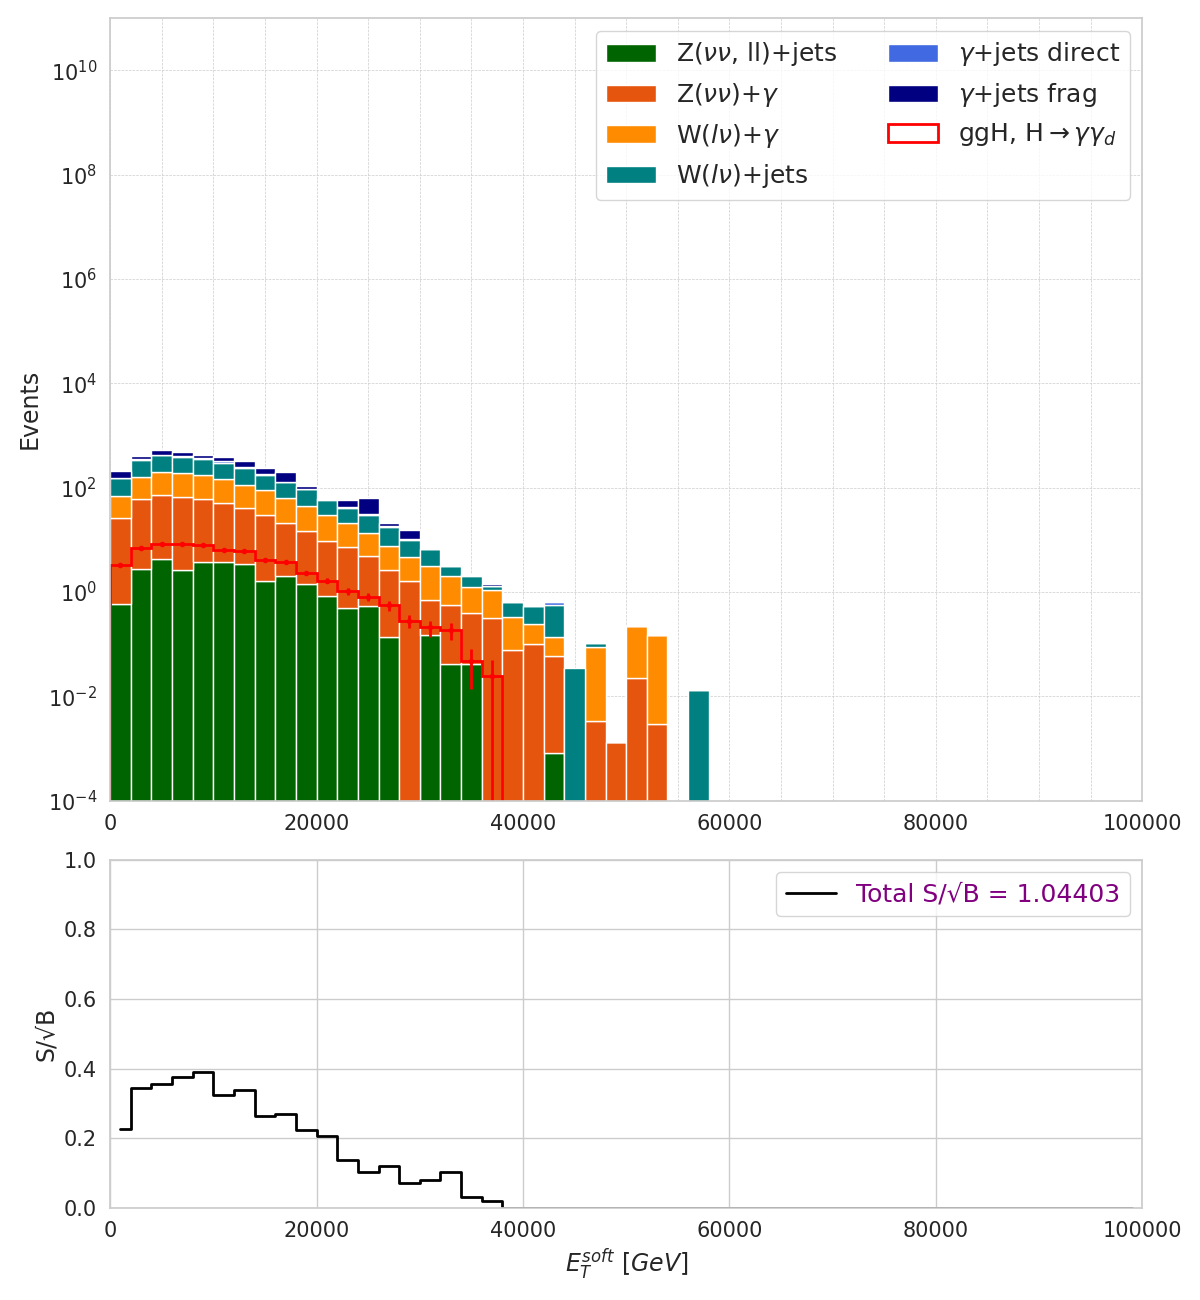 Z(νν, ll)+jets
Z(νν)+γ
W(lν)+γ
W(lν)+jets
γ+jets direct
γ+jets frag
ggH, H→γγ_d
Events
10^10
10^8
10^6
10^4
10^2
10^0
10^−2
10^−4
0 20000 40000 60000 80000 100000
Total S/√B = 1.04403
S/√B
1.0
0.8
0.6
0.4
0.2
0.0
0 20000 40000 60000 80000 100000
E_T^soft [GeV]